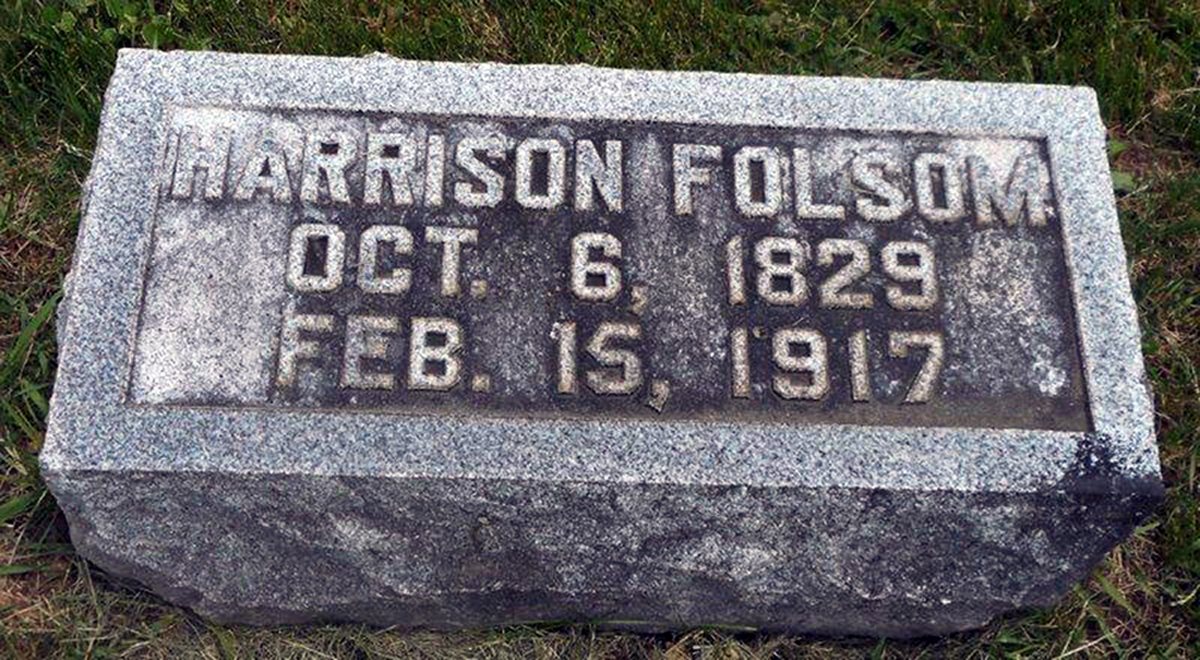 HARRISON FOLSOM
OCT. 6, 1829
FEB. 15, 1917